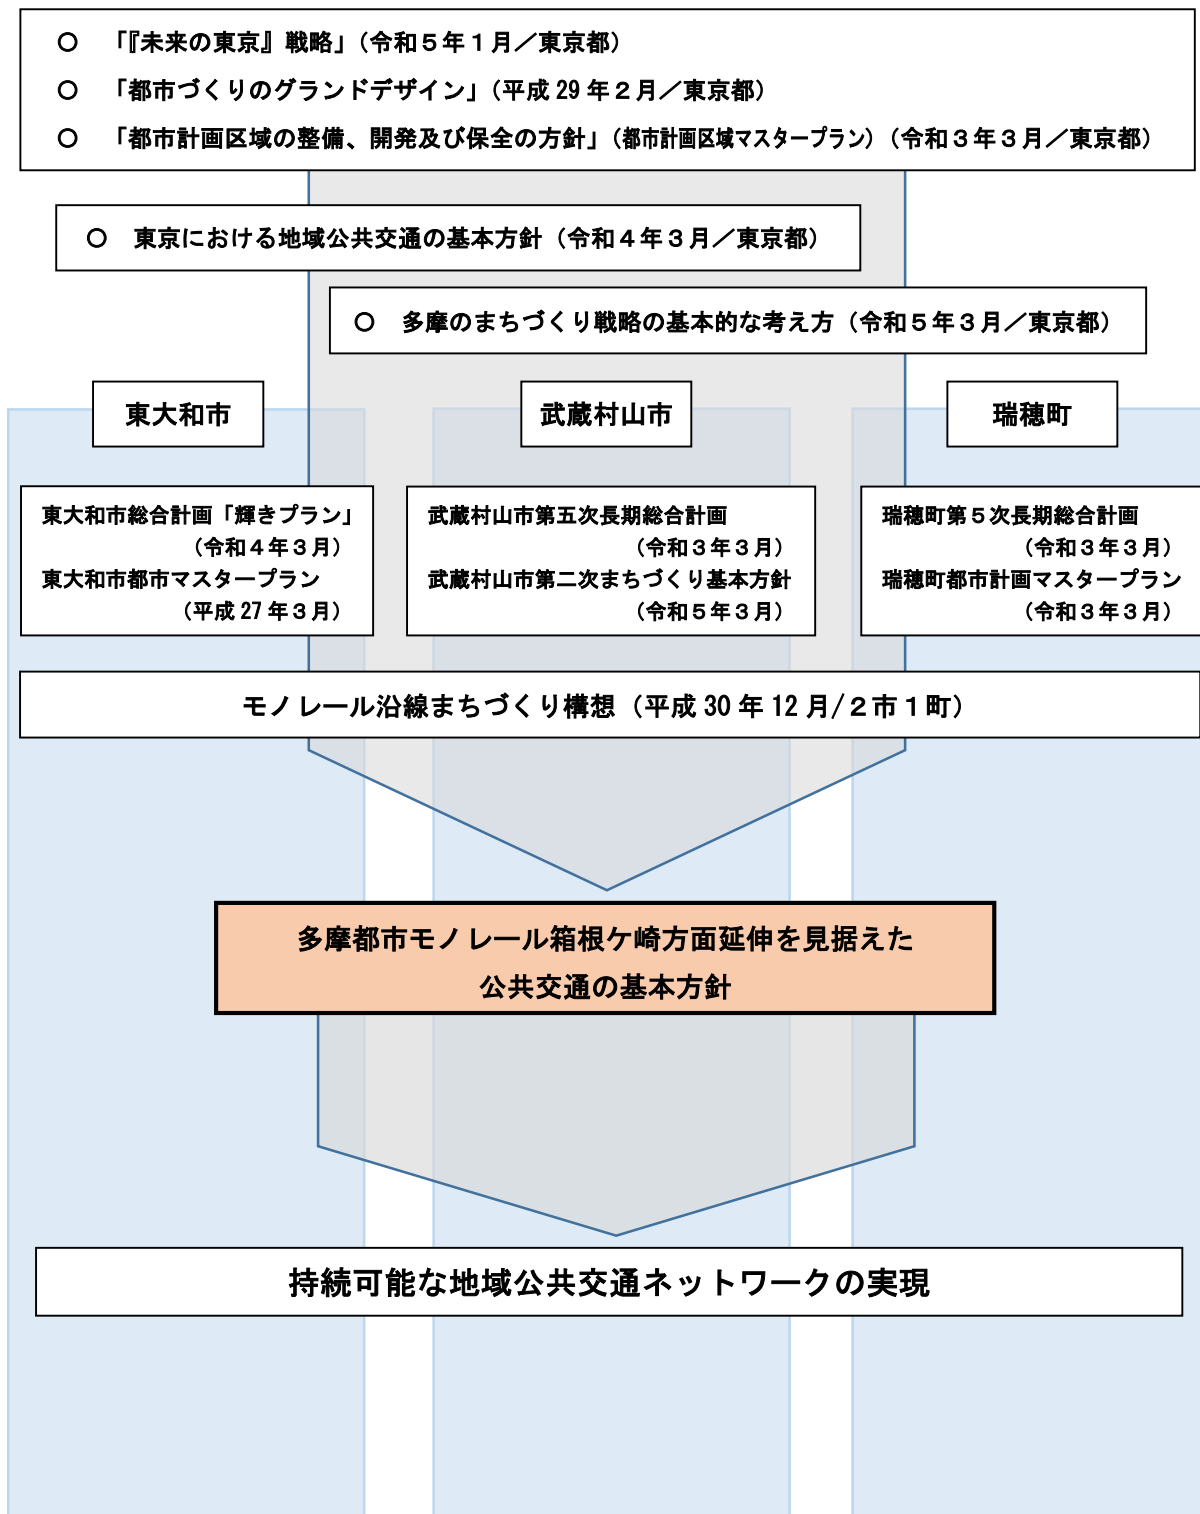 ○ 「『未来の東京』戦略」（令和５年１月／東京都）
○ 「都市づくりのグランドデザイン」（平成 29 年２月／東京都）
○ 「都市計画区域の整備、開発及び保全の方針」（都市計画区域マスタープラン）（令和３年３月／東京都）
○ 東京における地域公共交通の基本方針（令和４年３月／東京都）
○ 多摩のまちづくり戦略の基本的な考え方（令和５年３月／東京都）
東大和市
武蔵村山市
瑞穂町
東大和市総合計画「輝きプラン」
（令和４年３月）
東大和市都市マスタープラン
（平成 27 年３月）
武蔵村山市第五次長期総合計画
（令和３年３月）
武蔵村山市第二次まちづくり基本方針
（令和５年３月）
瑞穂町第５次長期総合計画
（令和３年３月）
瑞穂町都市計画マスタープラン
（令和３年３月）
モノレール沿線まちづくり構想（平成 30 年 12 月/２市１町）
多摩都市モノレール箱根ケ崎方面延伸を見据えた
公共交通の基本方針
持続可能な地域公共交通ネットワークの実現